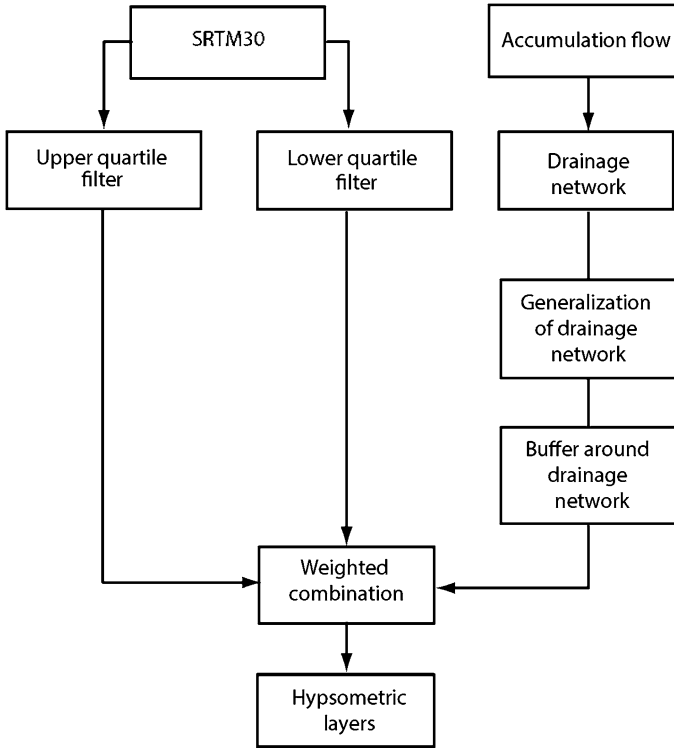 SRTM30
Accumulation flow
Upper quartile
filter
Lower quartile
filter
Drainage
network
Generalization
of drainage
network
Buffer around
drainage
network
Weighted
combination
Hypsometric
layers